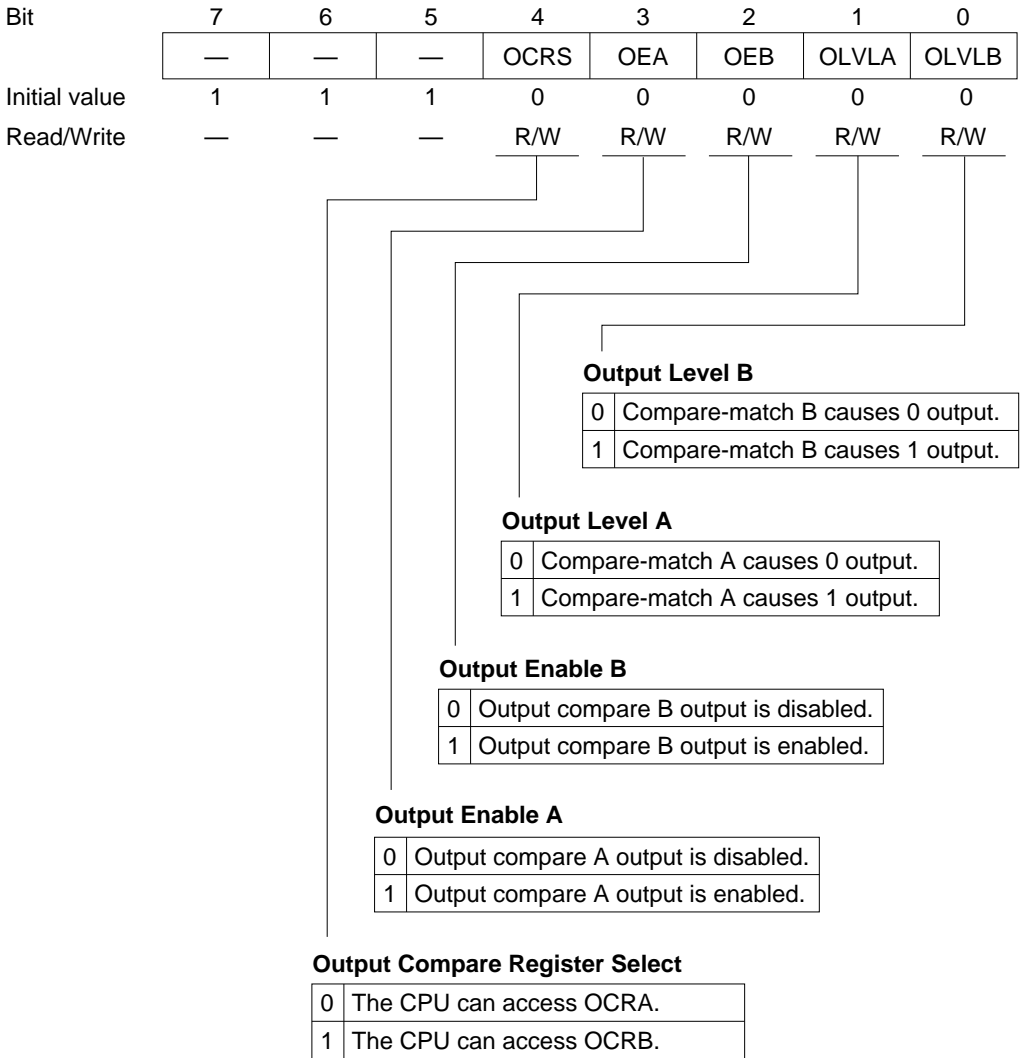 Bit 7 6 5 4 3 2 1 0
— — — OCRS OEA OEB OLVLA OLVLB
Initial value 1 1 1 0 0 0 0 0
Read/Write — — — R/W R/W R/W R/W R/W
Output Level B
0 Compare-match B causes 0 output.
1 Compare-match B causes 1 output.
Output Level A
0 Compare-match A causes 0 output.
1 Compare-match A causes 1 output.
Output Enable B
0 Output compare B output is disabled.
1 Output compare B output is enabled.
Output Enable A
0 Output compare A output is disabled.
1 Output compare A output is enabled.
Output Compare Register Select
0 The CPU can access OCRA.
1 The CPU can access OCRB.